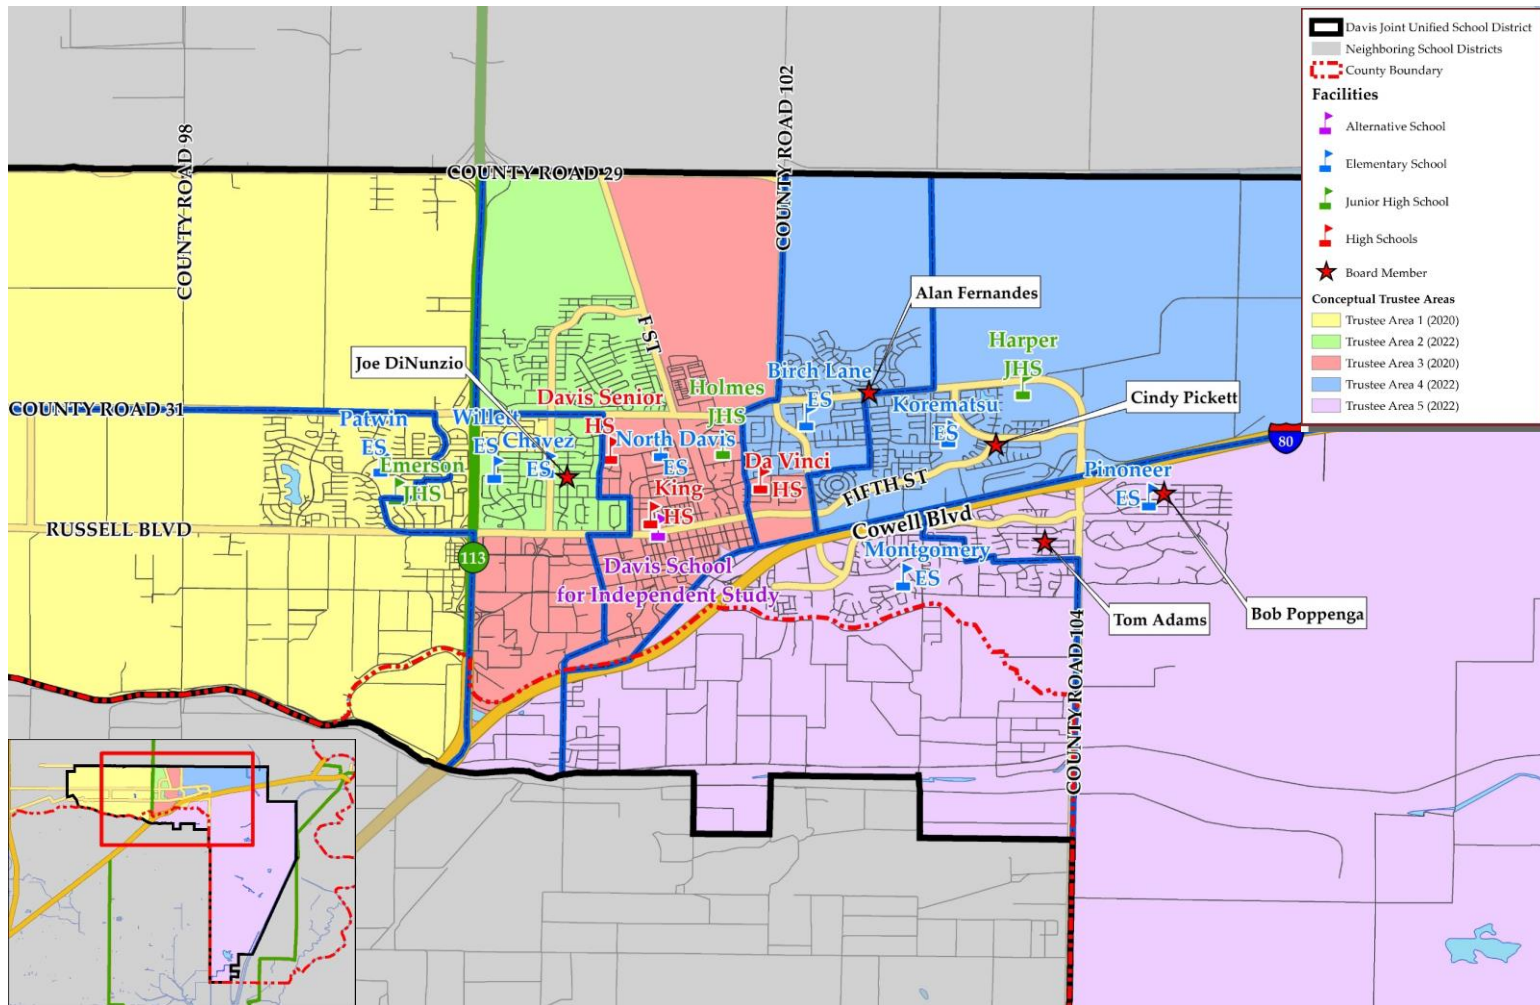 Davis Joint Unified School District
Neighboring School Districts
County Boundary
Facilities
Alternative School
Elementary School
Junior High School
High Schools
Board Member
Conceptual Trustee Areas
Trustee Area 1 (2020)
Trustee Area 2 (2022)
Trustee Area 3 (2020)
Trustee Area 4 (2022)
Trustee Area 5 (2022)
COUNTY ROAD 98
COUNTY ROAD 29
COUNTY ROAD 102
F ST
Alan Fernandes
Joe DiNunzio
Harper
JHS
Birch Lane
ES
Cindy Pickett
Holmes
JHS
Davis Senior
HS
COUNTY ROAD 31
Patwin
ES
Willett
ES
Chavez
ES
North Davis
ES
Korematsu
ES
80
Emerson
JHS
Da Vinci
HS
King
HS
FIFTH ST
Pinoneer
ES
RUSSELL BLVD
Cowell Blvd
113
Davis School
for Independent Study
Montgomery
ES
Tom Adams
Bob Poppenga
COUNTY ROAD 104